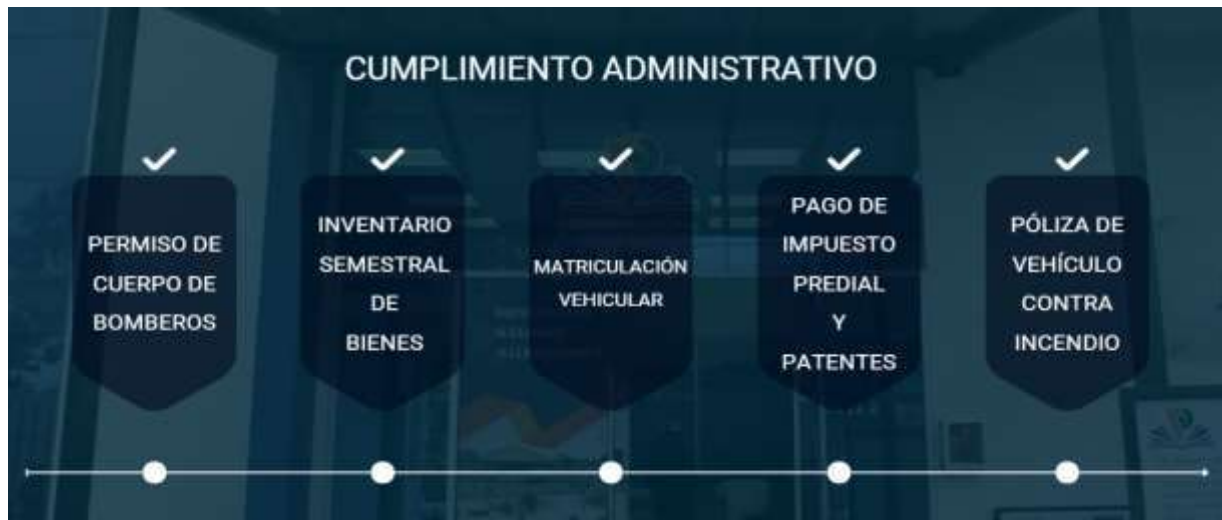 CUMPLIMIENTO ADMINISTRATIVO
PERMISO DE
CUERPO DE
BOMBEROS
INVENTARIO
SEMESTRAL
DE
BIENES
MATRICULACIÓN
VEHICULAR
PAGO DE
IMPUESTO
PREDIAL
Y
PATENTES
PÓLIZA DE
VEHÍCULO
CONTRA
INCENDIO